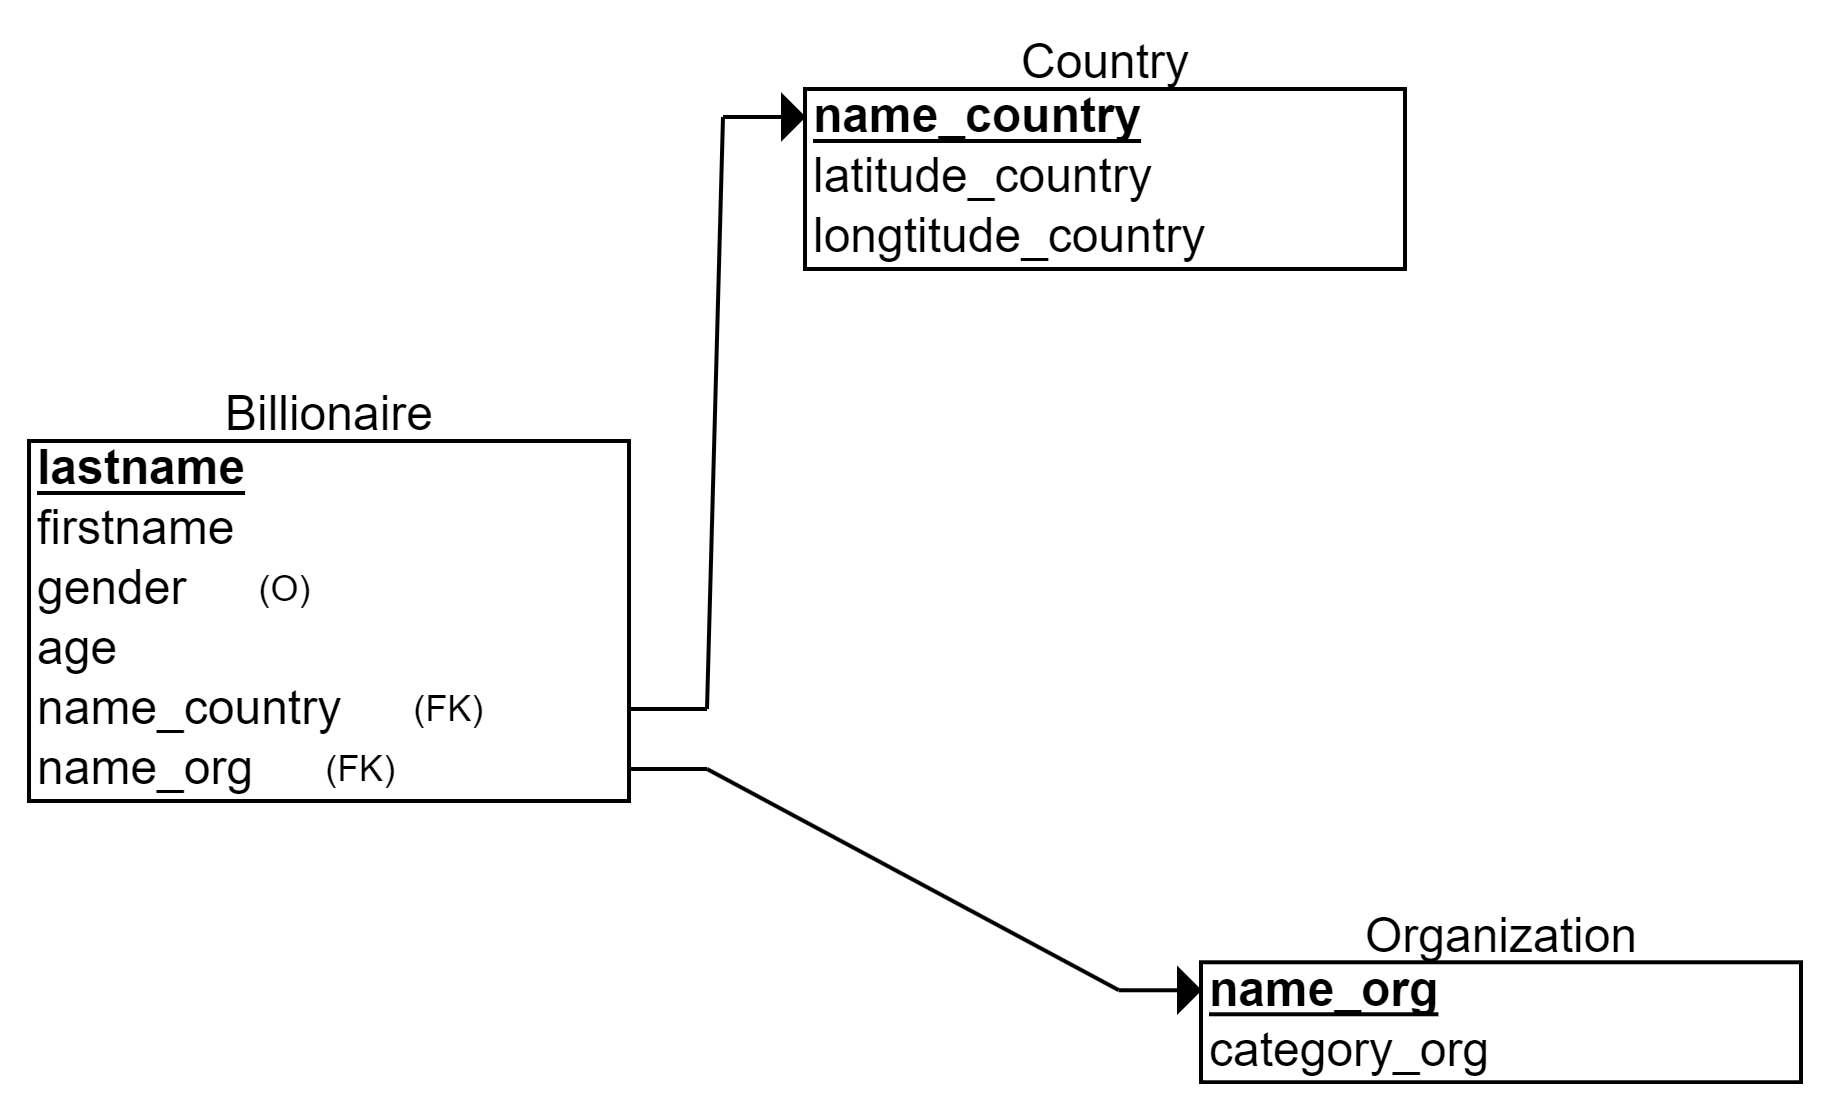 Country
name_country
latitude_country
longtitude_country
Billionaire
lastname
firstname
gender (O)
age
name_country (FK)
name_org (FK)
Organization
name_org
category_org